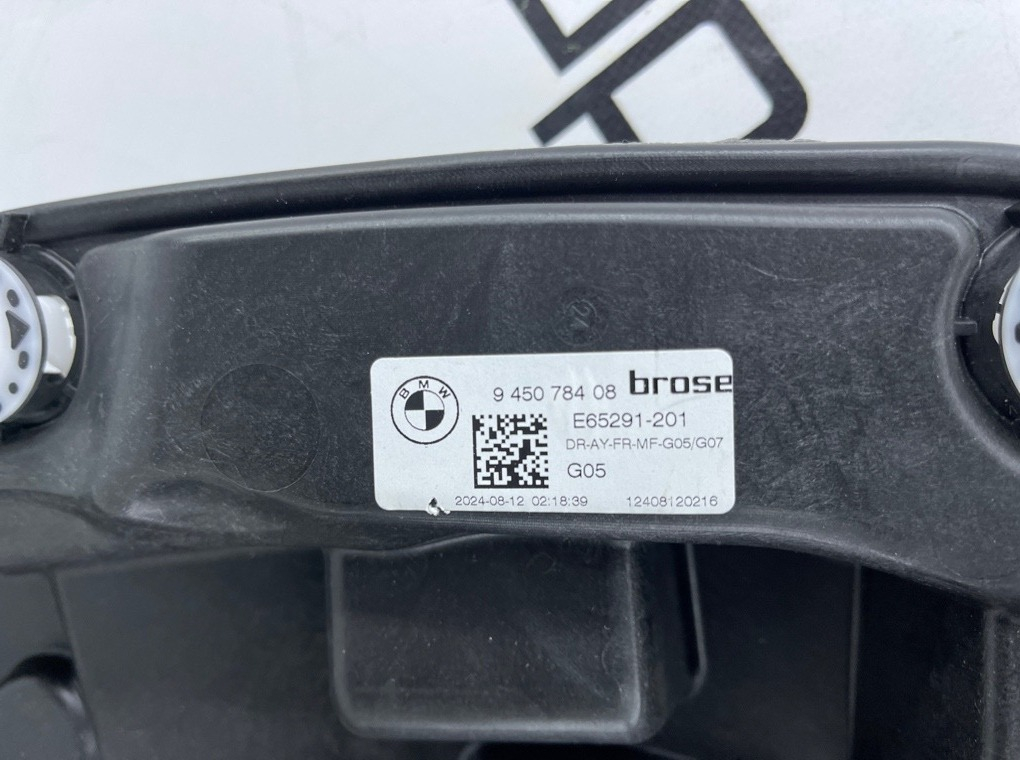 BMW
9 450 784 08 brose
E65291-201
DR-AY-FR-MF-G05/G07
G05
2024-08-12 02:18:39 12408120216